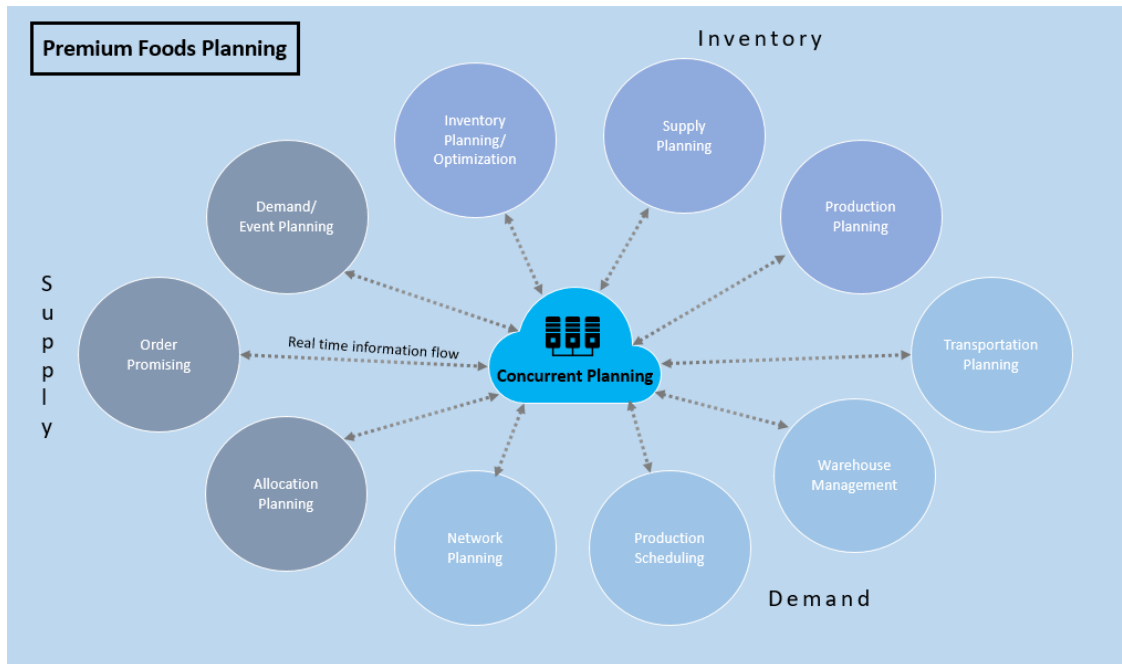 Premium Foods Planning
Inventory
Inventory
Planning/
Optimization
Supply
Planning
Demand/
Event Planning
Production
Planning
Supply
Order
Promising
Real time information flow
Concurrent Planning
Transportation
Planning
Allocation
Planning
Warehouse
Management
Network
Planning
Production
Scheduling
Demand